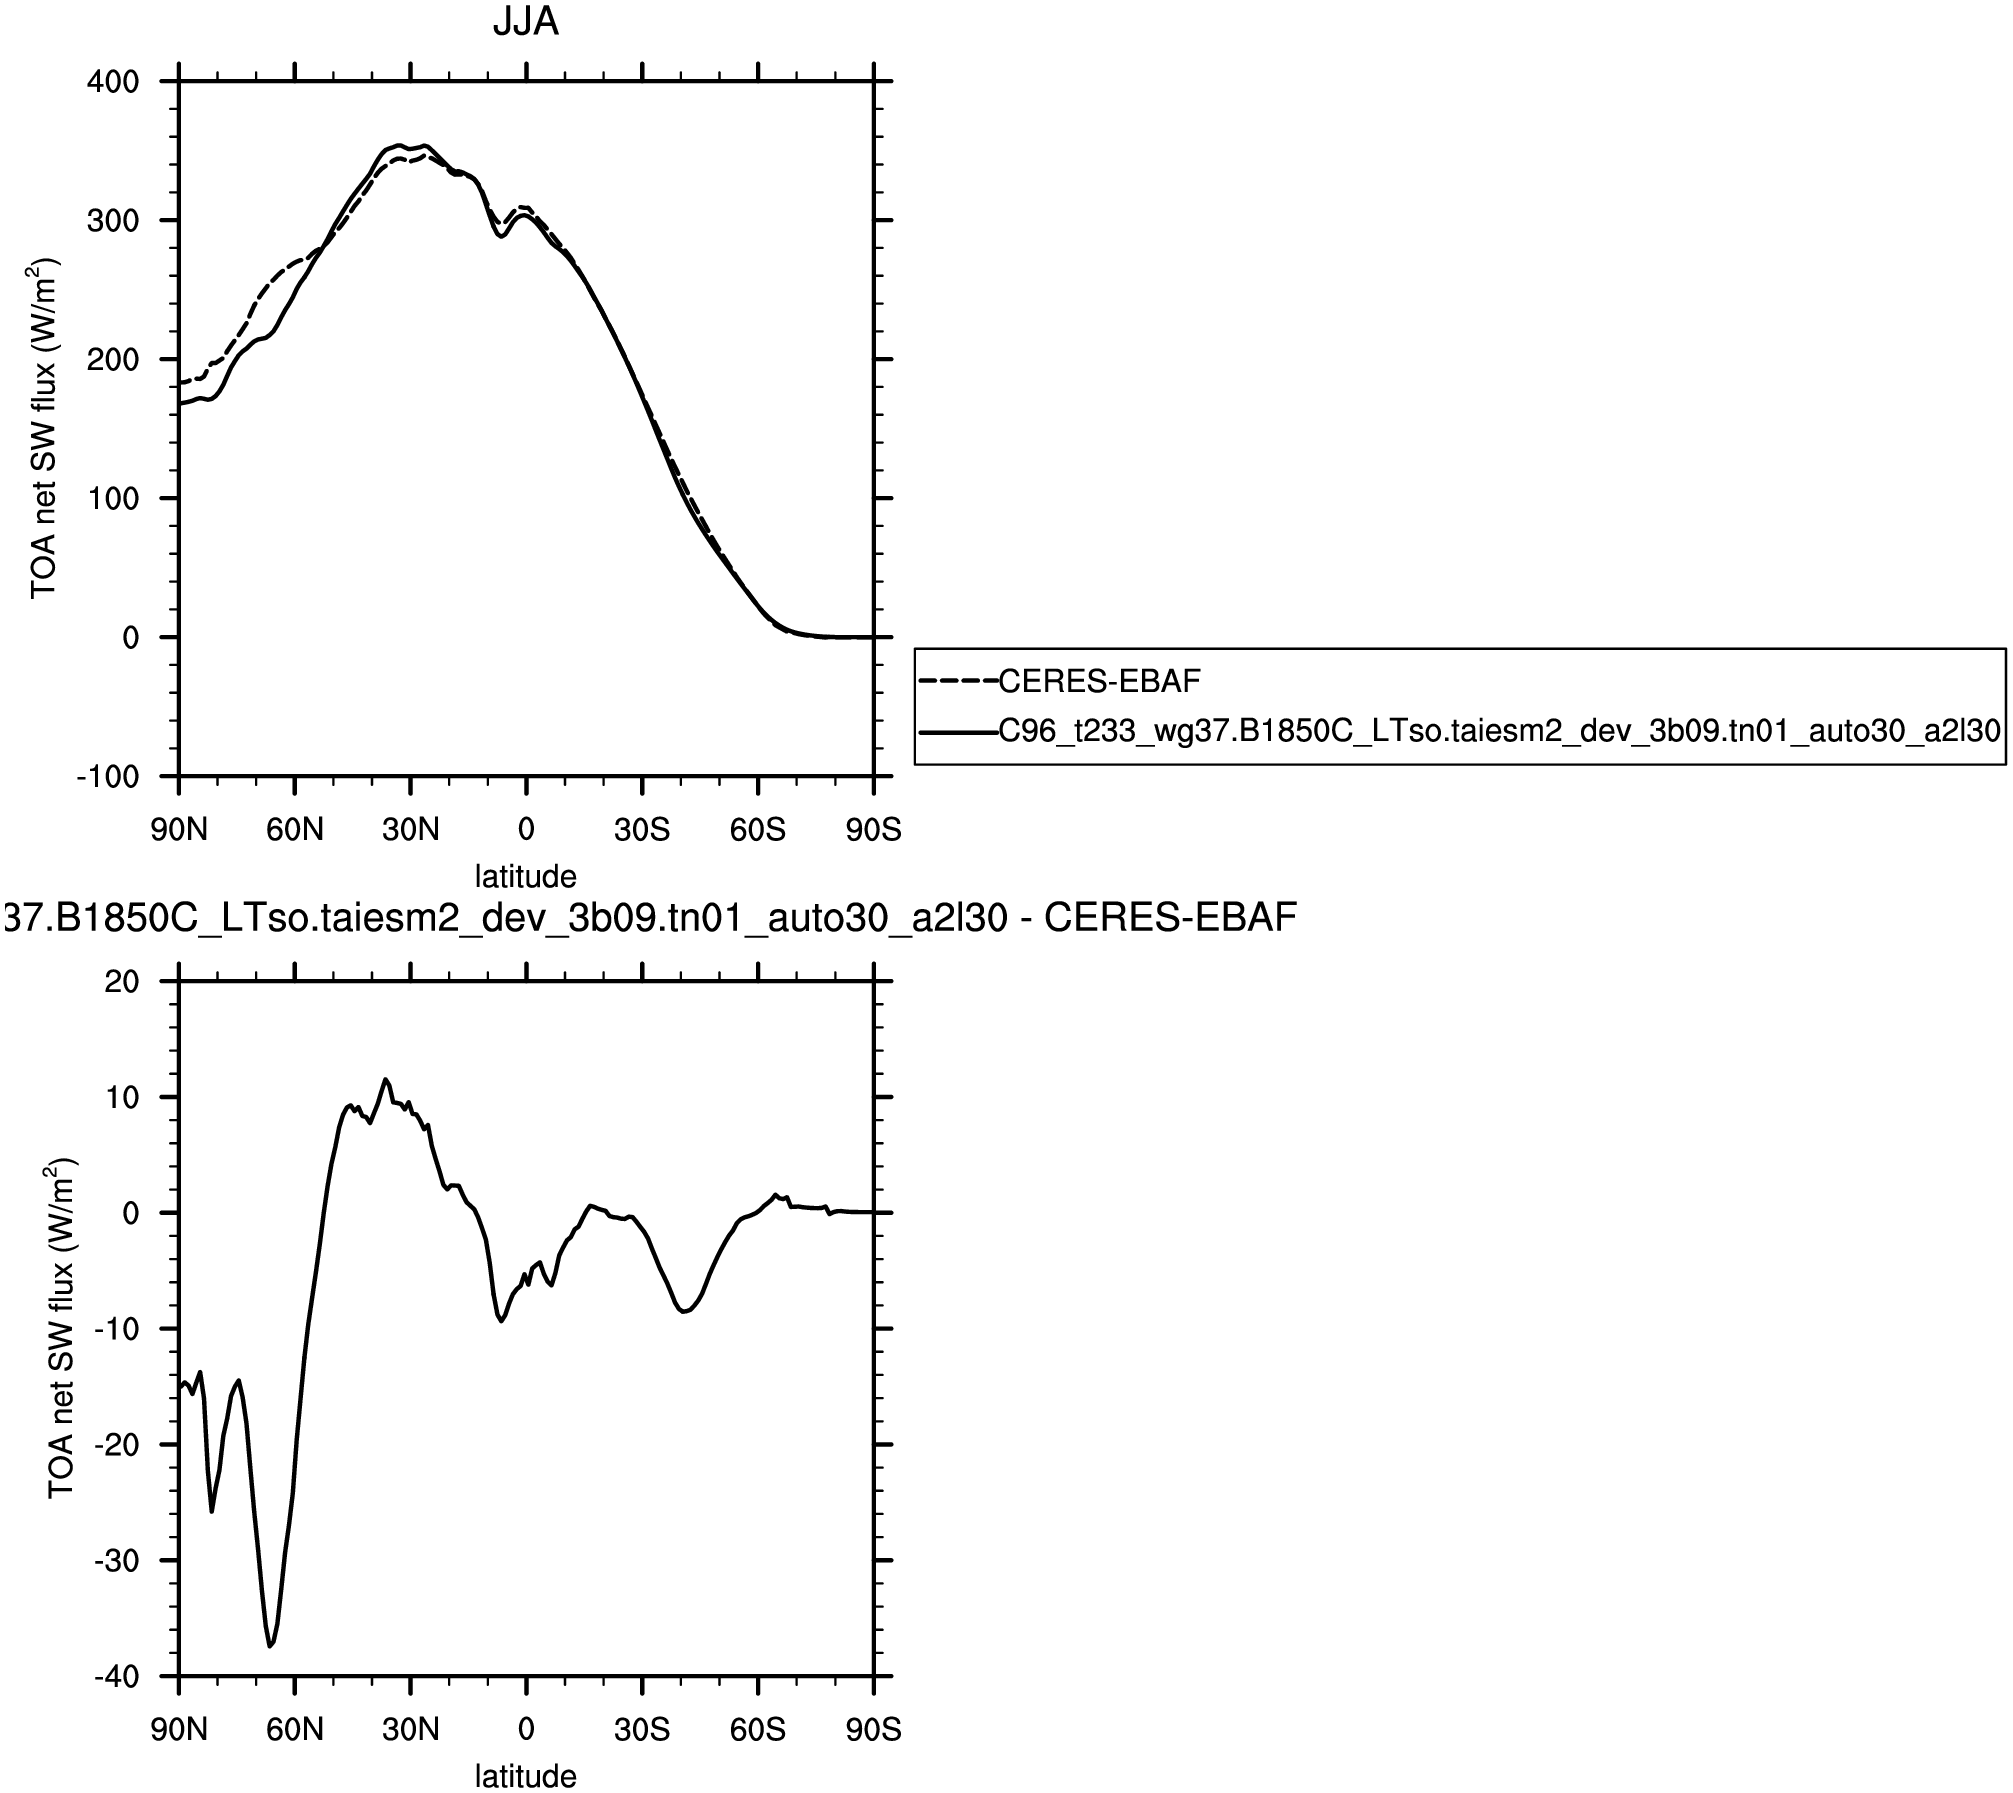 JJA
400
300
200
100
0
-100
TOA net SW flux (W/m²)
90N 60N 30N 0 30S 60S 90S
latitude
CERES-EBAF
C96_t233_wg37.B1850C_LTso.taiesm2_dev_3b09.tn01_auto30_a2l30
37.B1850C_LTso.taiesm2_dev_3b09.tn01_auto30_a2l30 - CERES-EBAF
20
10
0
-10
-20
-30
-40
TOA net SW flux (W/m²)
90N 60N 30N 0 30S 60S 90S
latitude